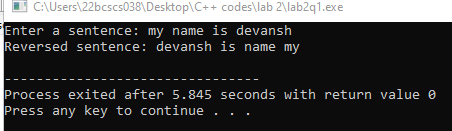 C:\Users\22bcscs038\Desktop\C++ codes\lab 2\lab2q1.exe
Enter a sentence: my name is devansh
Reversed sentence: devansh is name my
--------------------------------
Process exited after 5.845 seconds with return value 0
Press any key to continue . . .